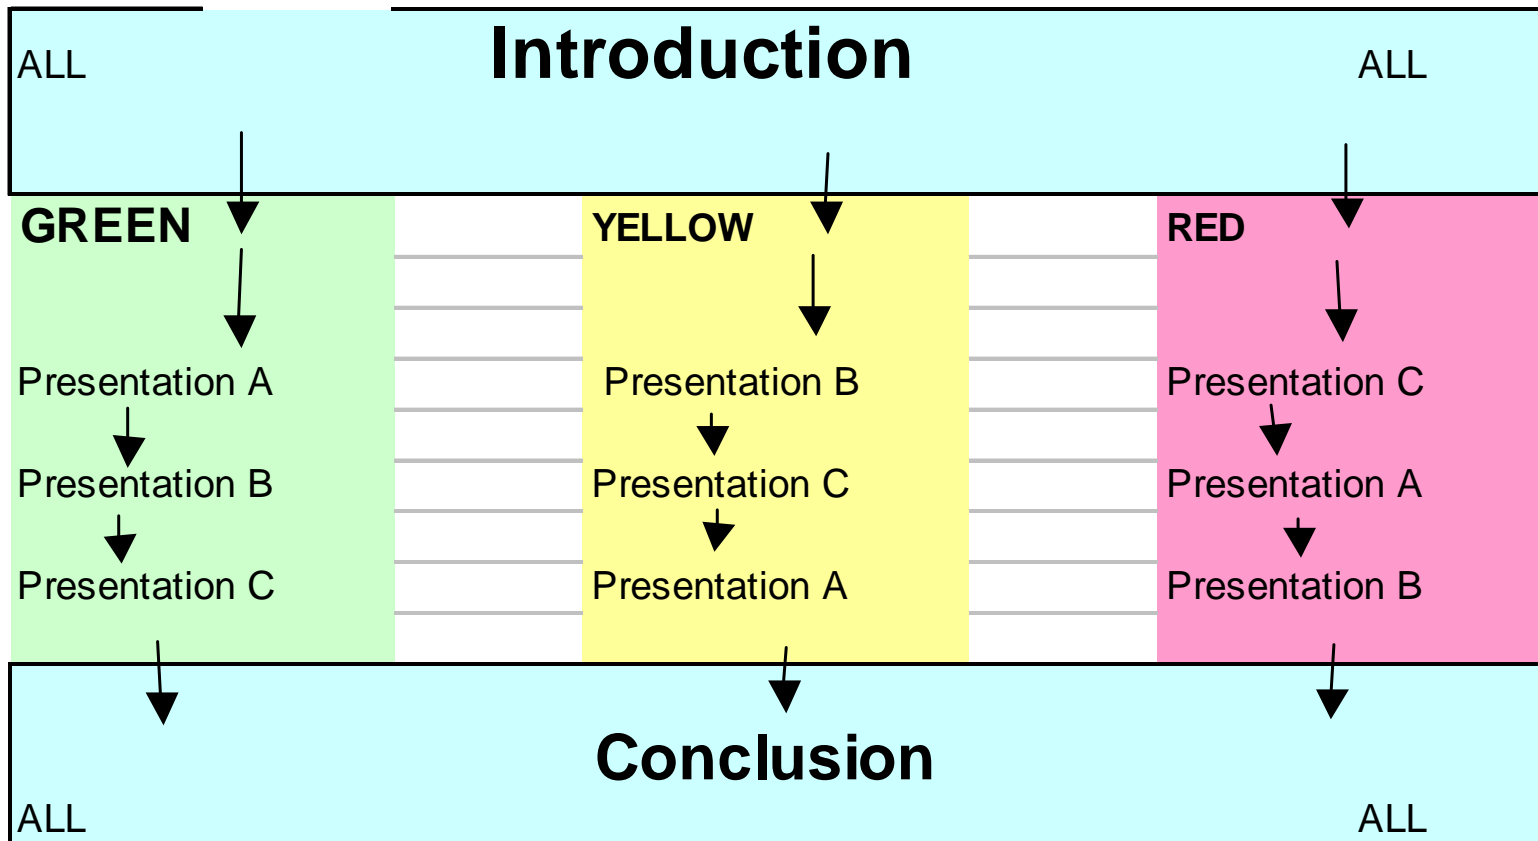 Introduction
ALL ALL
GREEN YELLOW RED
Presentation A Presentation B Presentation C
Presentation B Presentation C Presentation A
Presentation C Presentation A Presentation B
Conclusion
ALL ALL